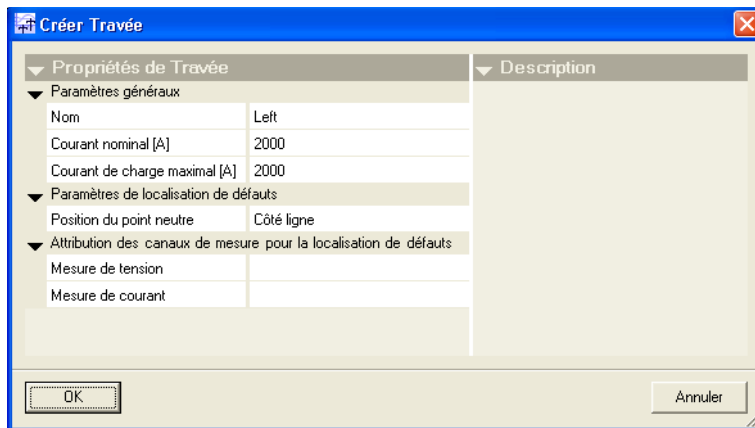 Créer Travée
Propriétés de Travée
Description
Paramètres généraux
Nom Left
Courant nominal [A] 2000
Courant de charge maximal [A] 2000
Paramètres de localisation de défauts
Position du point neutre Côté ligne
Attribution des canaux de mesure pour la localisation de défauts
Mesure de tension
Mesure de courant
OK
Annuler